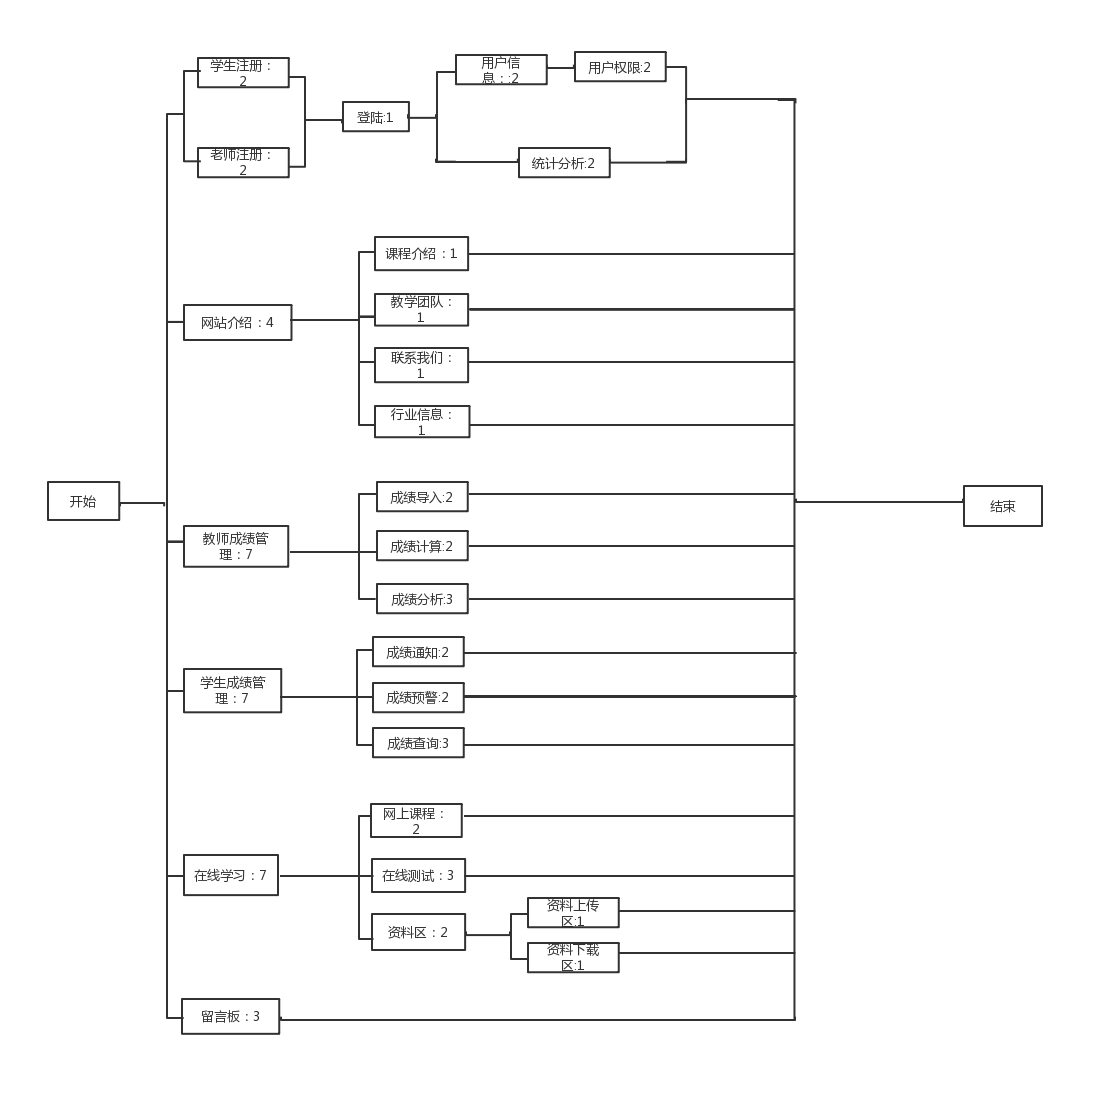 学生注册：
2
老师注册：
2
登陆:1
用户信
息：:2
用户权限:2
统计分析:2
网站介绍：4
课程介绍：1
教学团队：
1
联系我们：
1
行业信息：
1
开始
教师成绩管
理：7
成绩导入:2
成绩计算:2
成绩分析:3
结束
学生成绩管
理：7
成绩通知:2
成绩预警:2
成绩查询:3
在线学习：7
网上课程：
2
在线测试：3
资料区：2
资料上传
区:1
资料下载
区:1
留言板：3